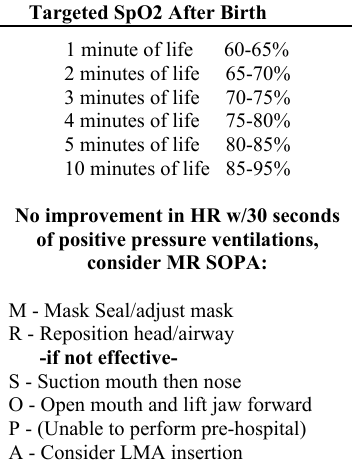 Targeted SpO2 After Birth
1 minute of life 60-65%
2 minutes of life 65-70%
3 minutes of life 70-75%
4 minutes of life 75-80%
5 minutes of life 80-85%
10 minutes of life 85-95%
No improvement in HR w/30 seconds
of positive pressure ventilations,
consider MR SOPA:
M - Mask Seal/adjust mask
R - Reposition head/airway
-if not effective-
S - Suction mouth then nose
O - Open mouth and lift jaw forward
P - (Unable to perform pre-hospital)
A - Consider LMA insertion